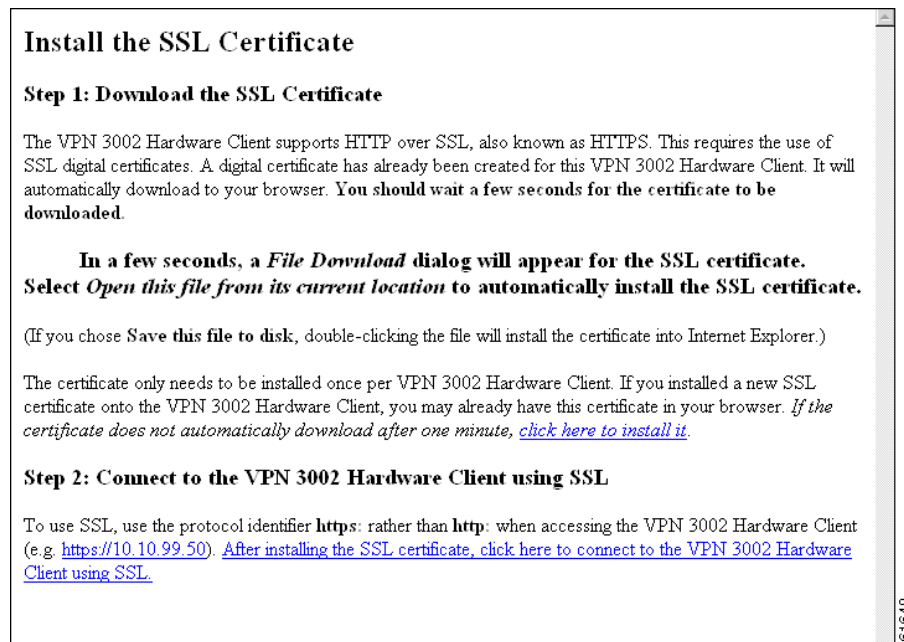 Install the SSL Certificate
Step 1: Download the SSL Certificate
The VPN 3002 Hardware Client supports HTTP over SSL, also known as HTTPS. This requires the use of
SSL digital certificates. A digital certificate has already been created for this VPN 3002 Hardware Client. It will
automatically download to your browser. You should wait a few seconds for the certificate to be
downloaded.
In a few seconds, a File Download dialog will appear for the SSL certificate.
Select Open this file from its current location to automatically install the SSL certificate.
(If you chose Save this file to disk, double-clicking the file will install the certificate into Internet Explorer.)
The certificate only needs to be installed once per VPN 3002 Hardware Client. If you installed a new SSL
certificate onto the VPN 3002 Hardware Client, you may already have this certificate in your browser. If the
certificate does not automatically download after one minute, click here to install it.
Step 2: Connect to the VPN 3002 Hardware Client using SSL
To use SSL, use the protocol identifier https: rather than http: when accessing the VPN 3002 Hardware Client
(e.g. https://10.10.99.50). After installing the SSL certificate, click here to connect to the VPN 3002 Hardware
Client using SSL.